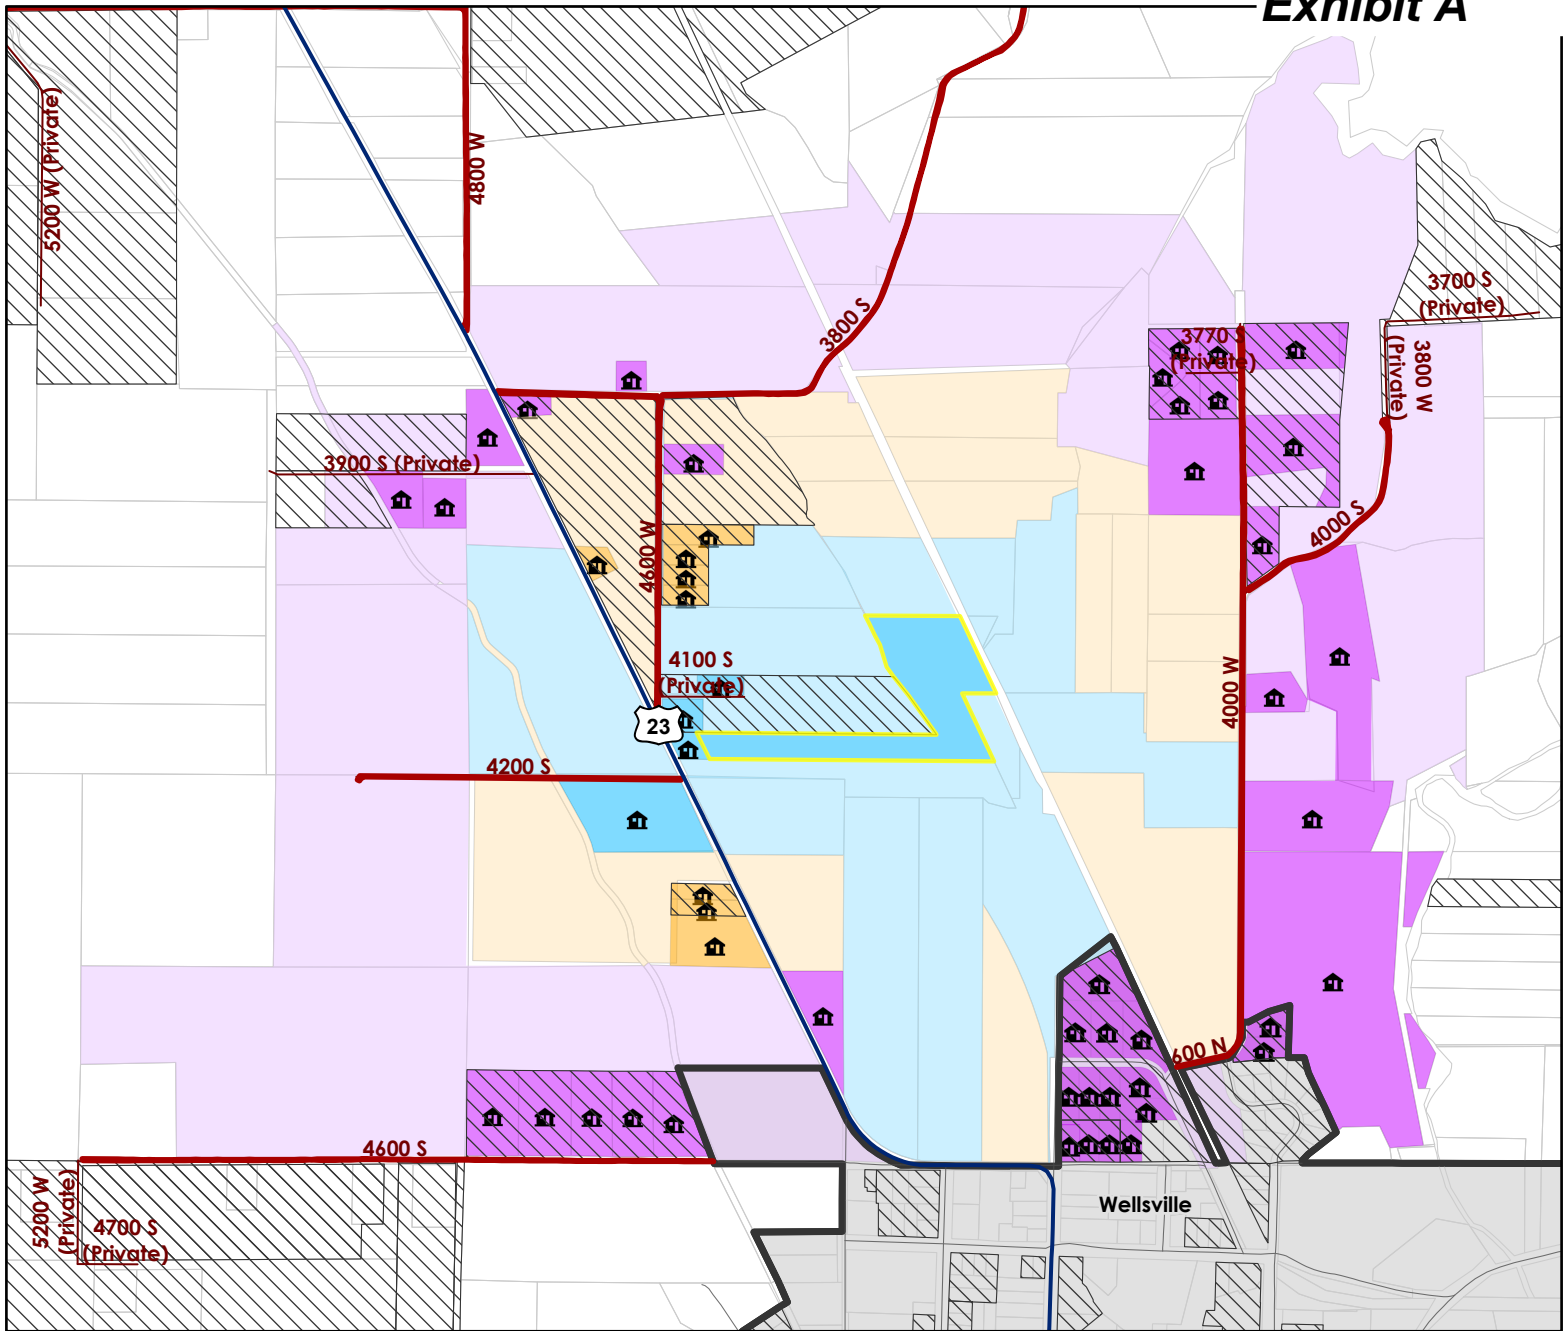 Exhibit A
5200 W (Private)
4800 W
3800 S
3700 S
(Private)
3770 S
(Private)
3800 W
(Private)
3900 S (Private)
4600 W
4000 S
4100 S
(Private)
4000 W
23
4200 S
600 N
4600 S
5200 W
(Private)
4700 S
(Private)
Wellsville